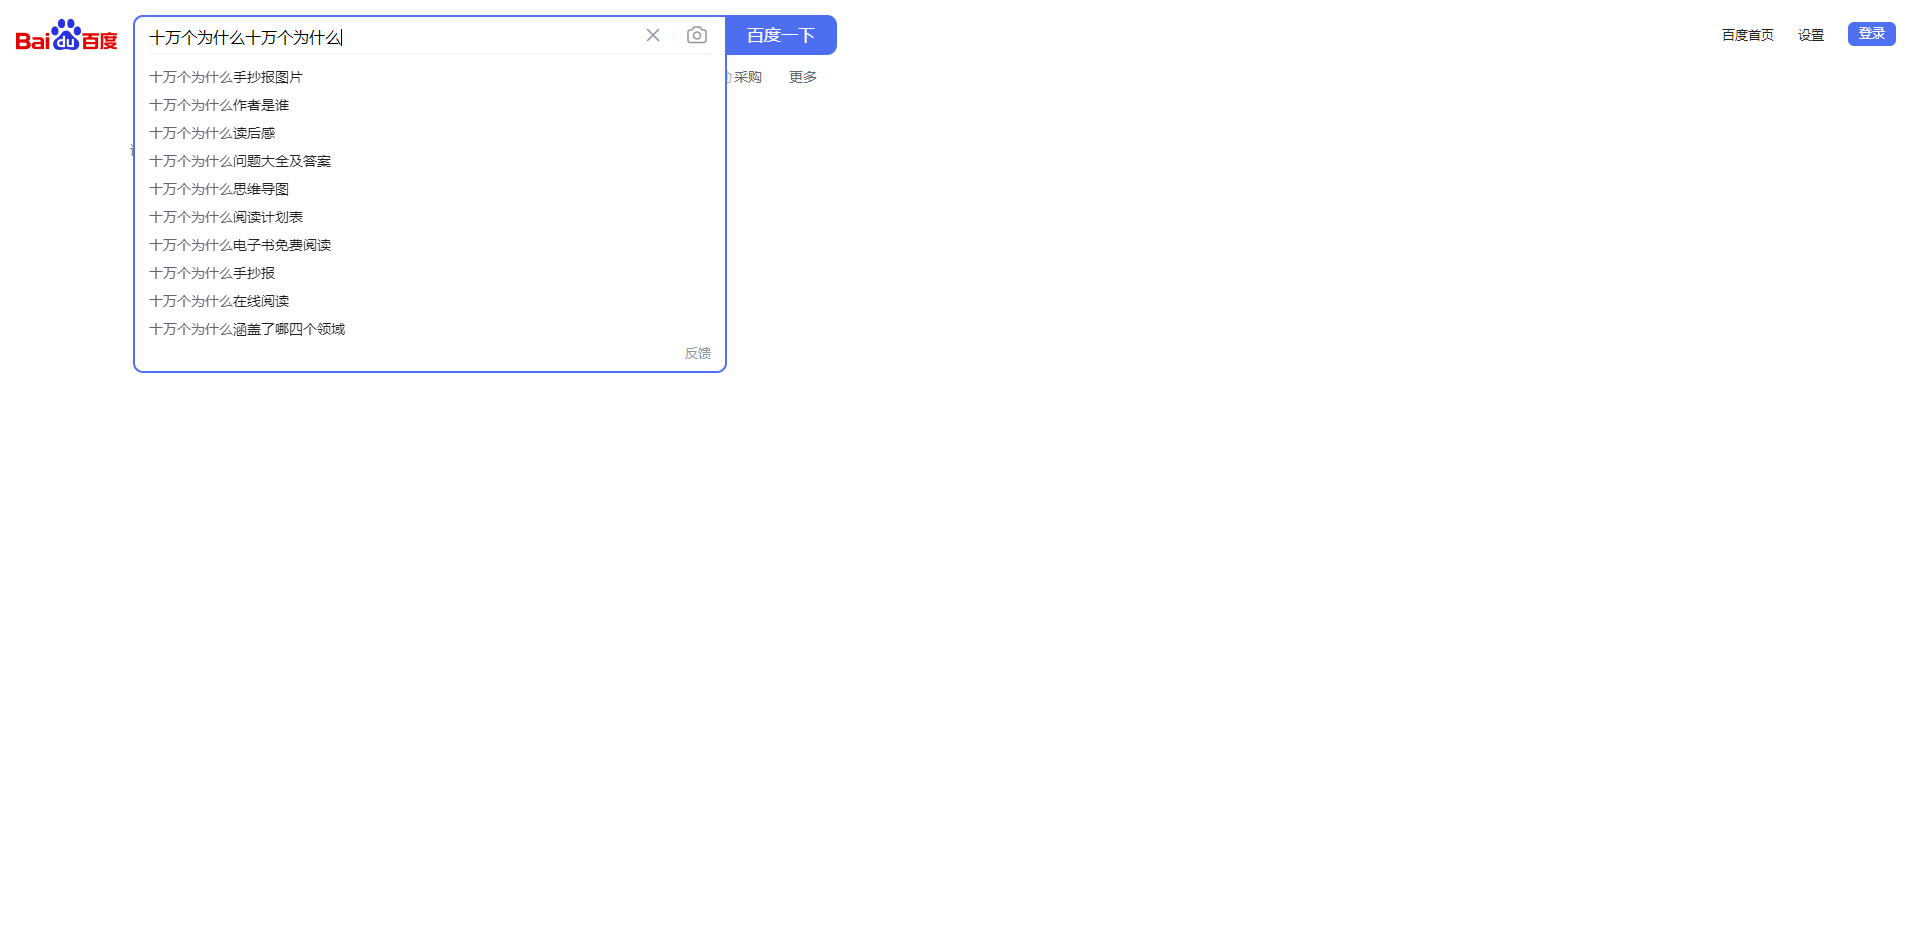 Bai du 百度
十万个为什么十万个为什么
百度一下
百度首页 设置 登录
采购 更多
十万个为什么手抄报图片
十万个为什么作者是谁
十万个为什么读后感
十万个为什么问题大全及答案
十万个为什么思维导图
十万个为什么阅读计划表
十万个为什么电子书免费阅读
十万个为什么手抄报
十万个为什么在线阅读
十万个为什么涵盖了哪四个领域
反馈